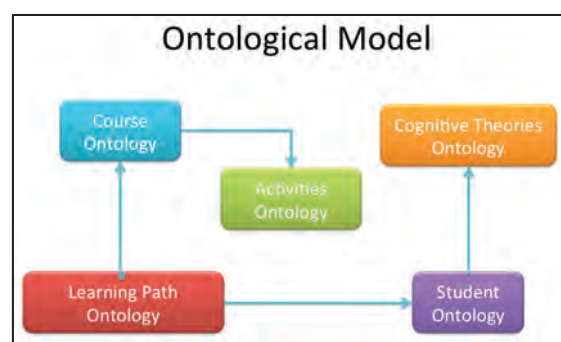 Ontological Model
Course
Ontology
Cognitive Theories
Ontology
Activities
Ontology
Learning Path
Ontology
Student
Ontology